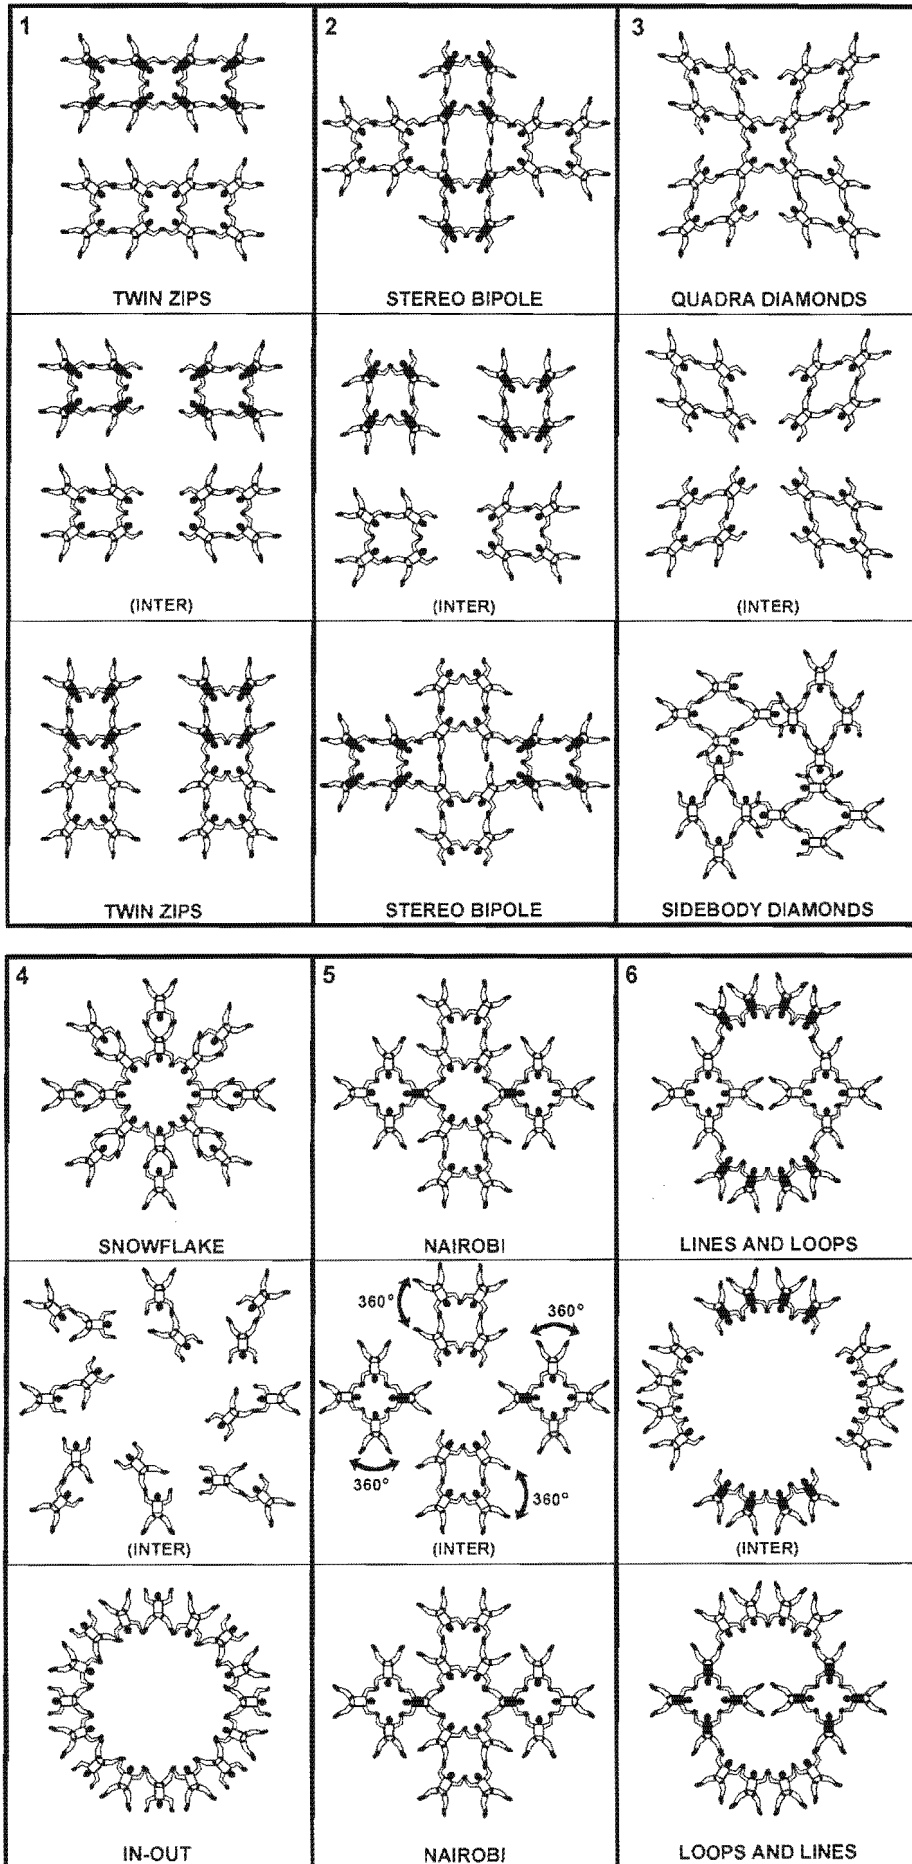 1
2
3
TWIN ZIPS
STEREO BIPOLE
QUADRA DIAMONDS
(INTER)
(INTER)
(INTER)
TWIN ZIPS
STEREO BIPOLE
SIDEBODY DIAMONDS
4
5
6
SNOWFLAKE
NAIROBI
LINES AND LOOPS
360°
360°
360°
360°
(INTER)
(INTER)
(INTER)
IN-OUT
NAIROBI
LOOPS AND LINES